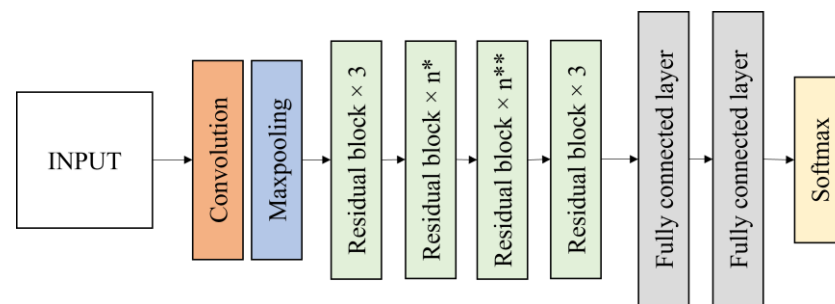 INPUT
Convolution
Maxpooling
Residual block × 3
Residual block × n*
Residual block × n**
Residual block × 3
Fully connected layer
Fully connected layer
Softmax